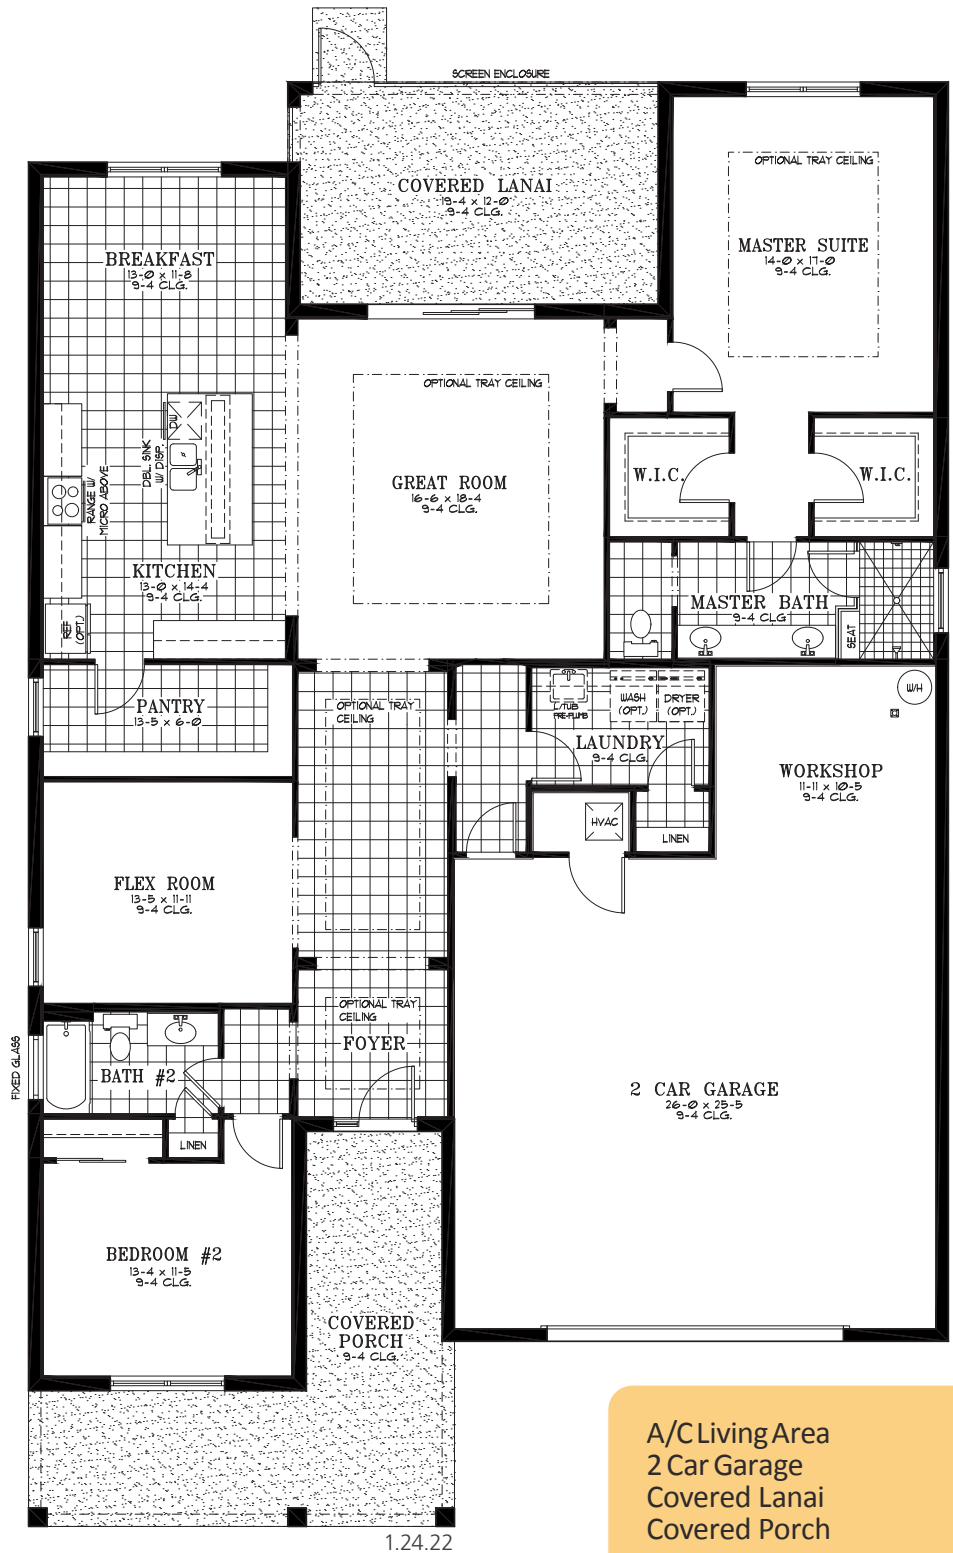 SCREEN ENCLOSURE
COVERED LANAI
19-4 x 12-0
9-4 CLG.
OPTIONAL TRAY CEILING
MASTER SUITE
14-0 x 17-0
9-4 CLG.
BREAKFAST
13-0 x 11-8
9-4 CLG.
OPTIONAL TRAY CEILING
GREAT ROOM
16-6 x 18-4
9-4 CLG.
DW
DBL. SINK
W/ DISP.
RANGE W/
MICRO ABOVE
W.I.C.
W.I.C.
KITCHEN
13-0 x 14-4
9-4 CLG.
REF
(OPT.)
MASTER BATH
9-4 CLG
SEAT
PANTRY
13-5 x 6-0
OPTIONAL TRAY
CEILING
L/TUB
PRE-PLUMB
WASH
(OPT.)
DRYER
(OPT.)
W/H
LAUNDRY
9-4 CLG.
WORKSHOP
11-11 x 10-5
9-4 CLG.
HVAC
LINEN
FLEX ROOM
13-5 x 11-11
9-4 CLG.
OPTIONAL TRAY
CEILING
FOYER
FIXED GLASS
BATH #2
LINEN
2 CAR GARAGE
26-0 x 25-5
9-4 CLG.
BEDROOM #2
13-4 x 11-5
9-4 CLG.
COVERED
PORCH
9-4 CLG.
A/C Living Area
2 Car Garage
Covered Lanai
Covered Porch
1.24.22